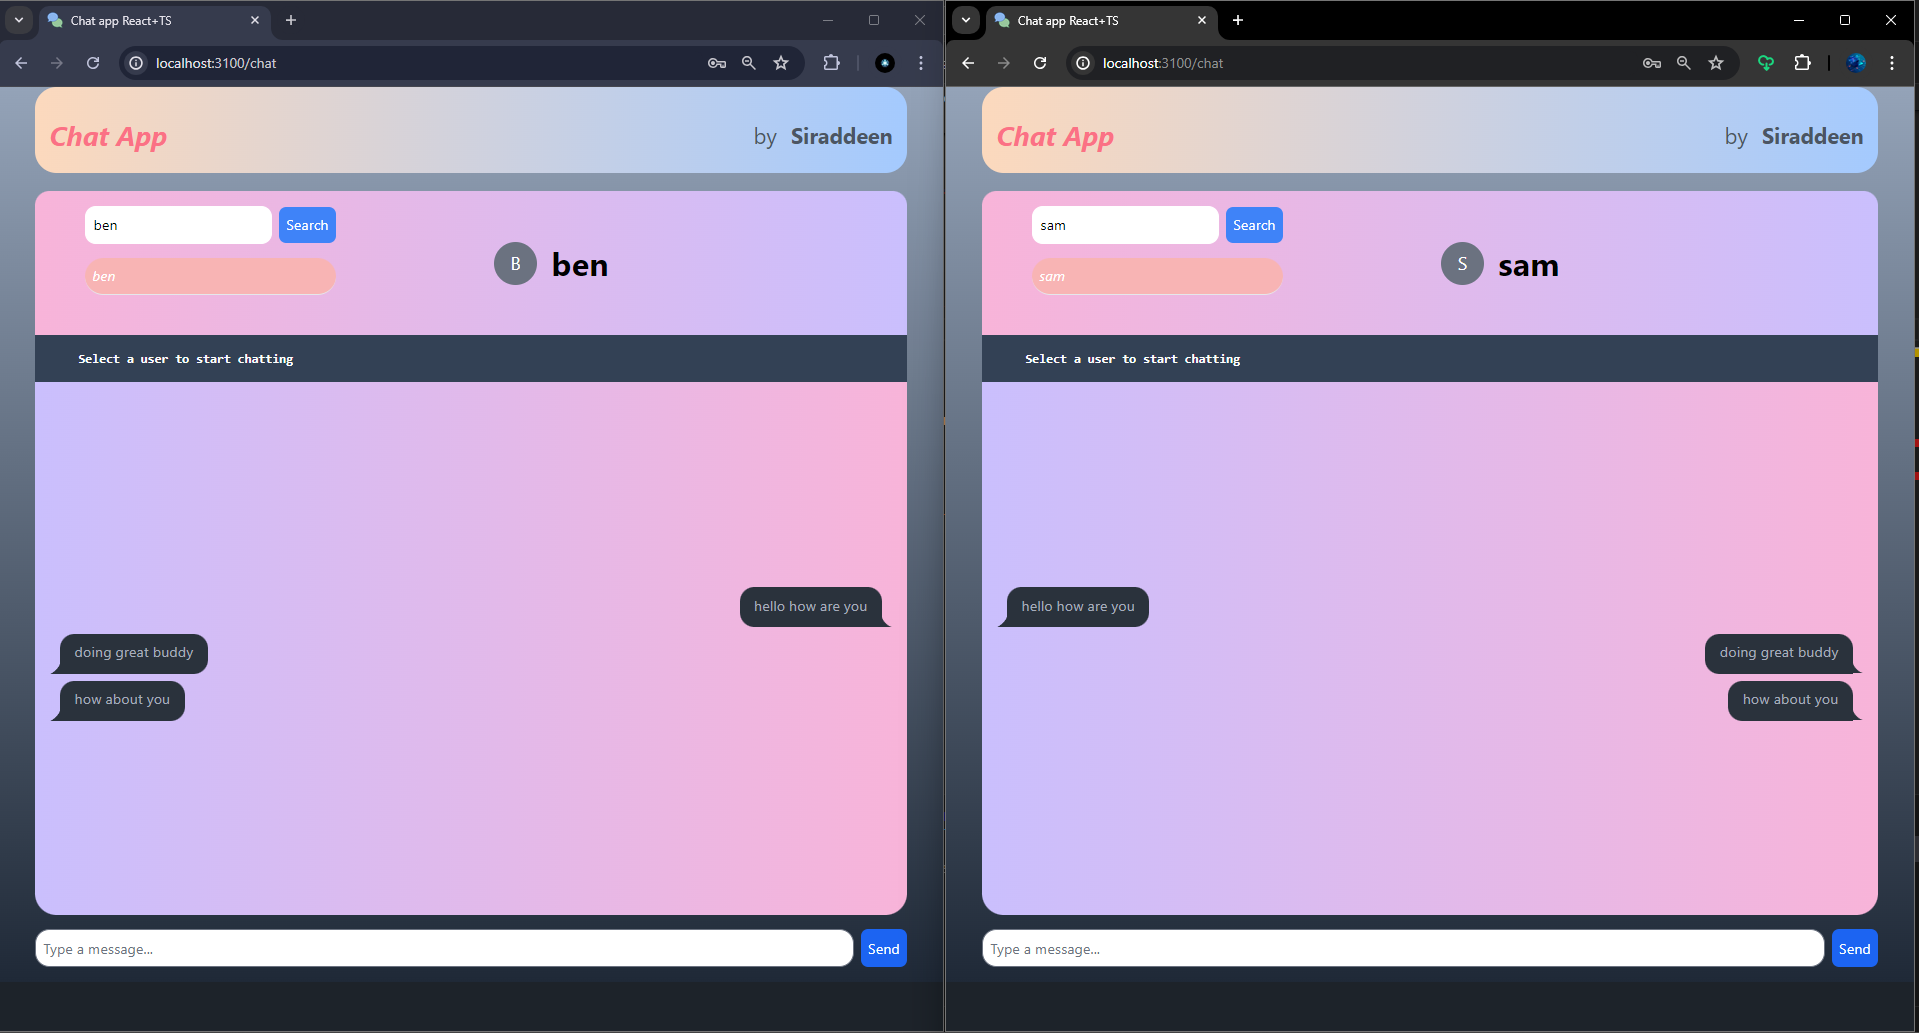 Chat app React+TS
localhost:3100/chat
Chat App
by Siraddeen
ben
Search
ben
B
ben
Select a user to start chatting
hello how are you
doing great buddy
how about you
Type a message...
Send
Chat app React+TS
localhost:3100/chat
Chat App
by Siraddeen
sam
Search
sam
S
sam
Select a user to start chatting
hello how are you
doing great buddy
how about you
Type a message...
Send